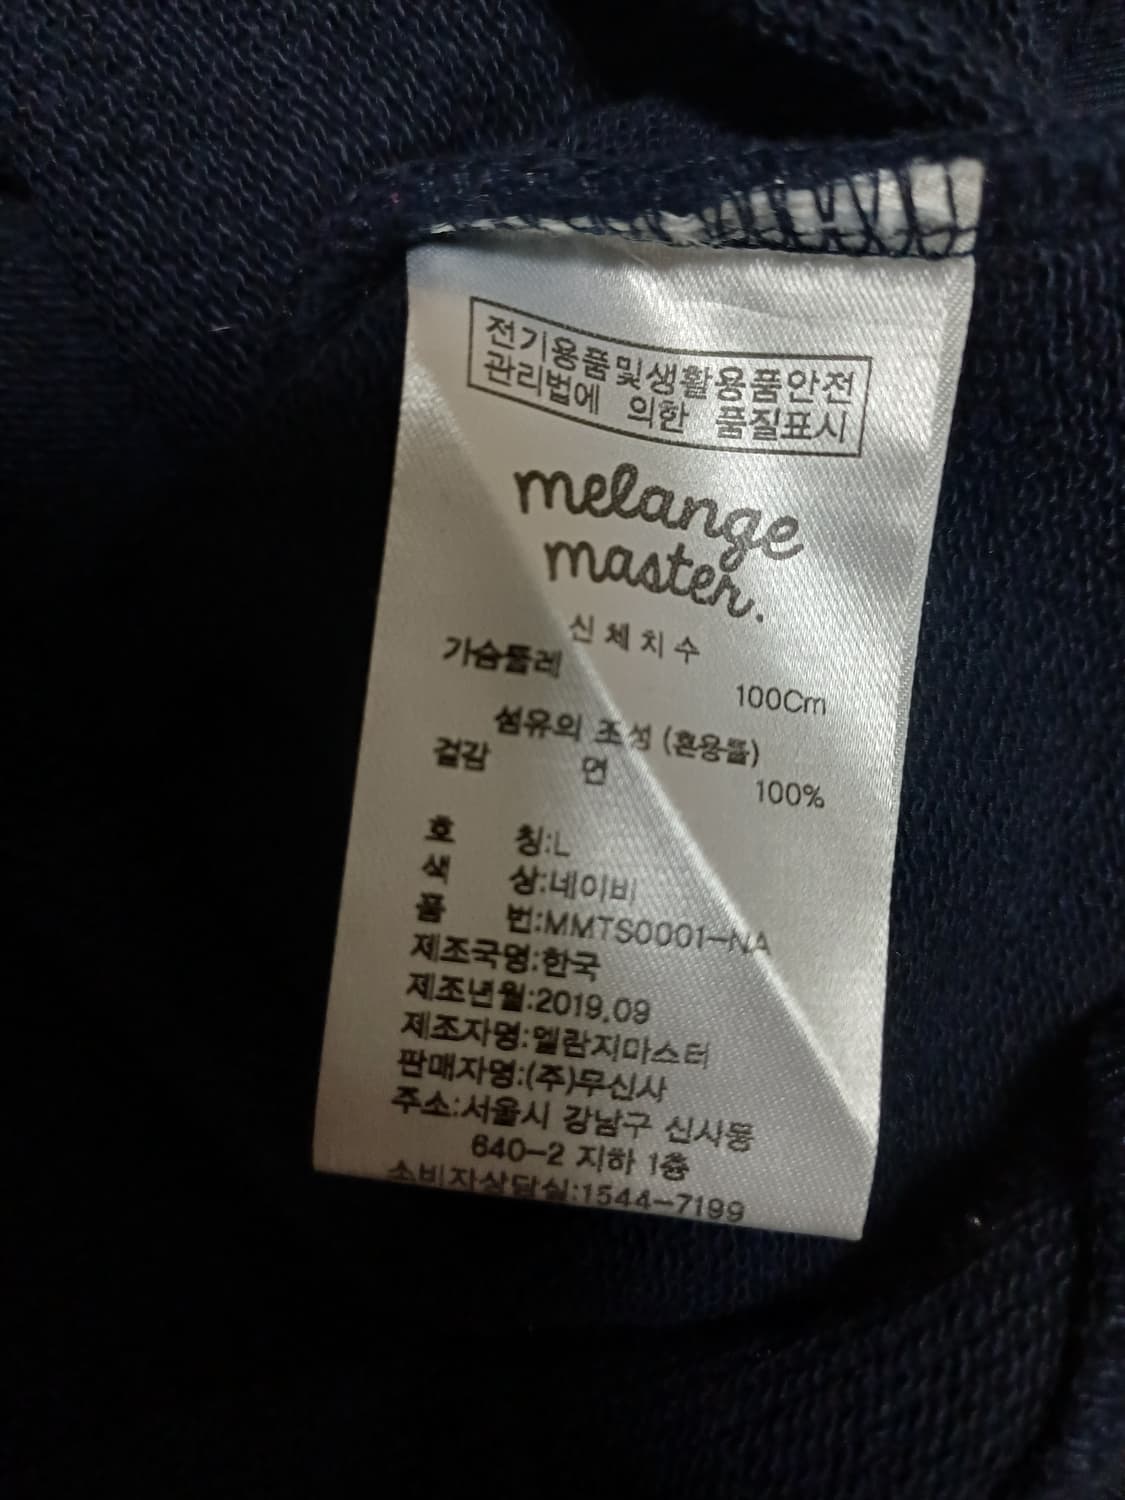 전기용품및생활용품안전
관리법에 의한 품질표시
melange
master.
신체치수
가슴둘레 100Cm
섬유의 조성 (혼용률)
겉감 면 100%
호 칭:L
색 상:네이비
품 번:MMTS0001-NA
제조국명:한국
제조년월:2019.09
제조자명:멜란지마스터
판매자명:(주)무신사
주소:서울시 강남구 신사동
640-2 지하 1층
소비자상담실:1544-7199